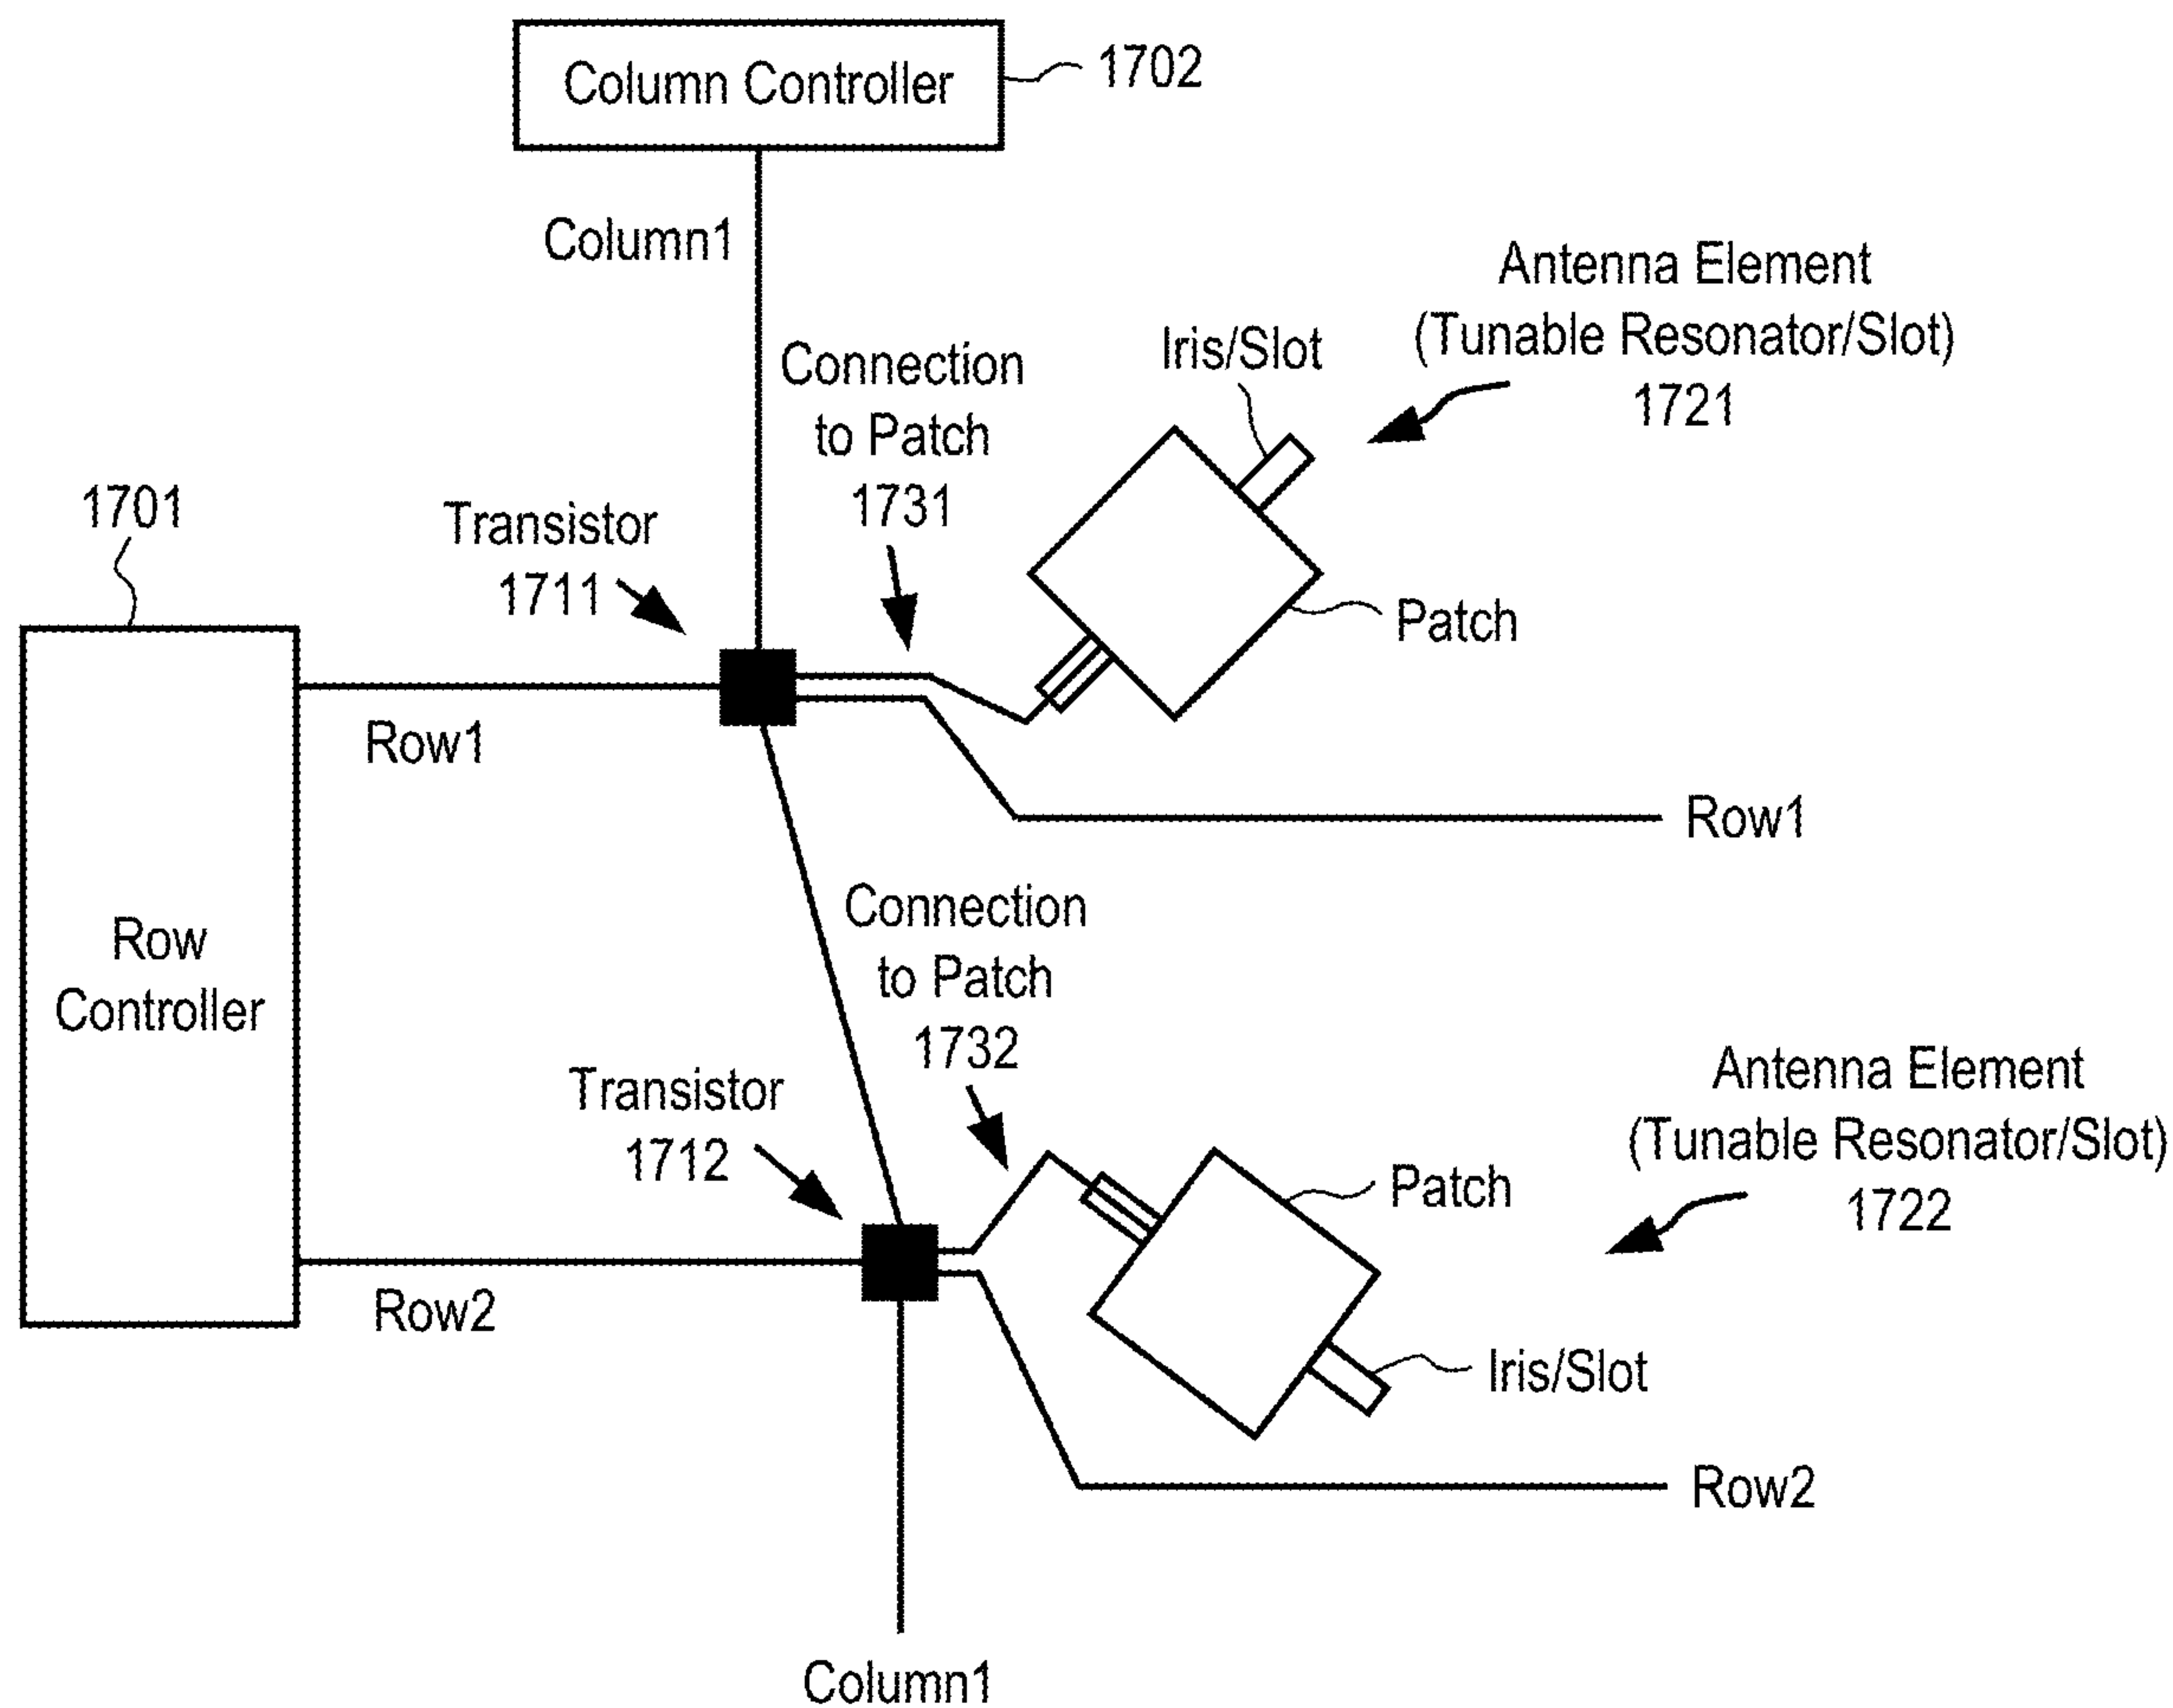 Column Controller
1702
Column1
Antenna Element
(Tunable Resonator/Slot)
1721
Iris/Slot
Connection
to Patch
1731
1701
Transistor
1711
Patch
Row1
Row1
Row
Controller
Connection
to Patch
1732
Transistor
1712
Antenna Element
(Tunable Resonator/Slot)
1722
Patch
Row2
Iris/Slot
Row2
Column1